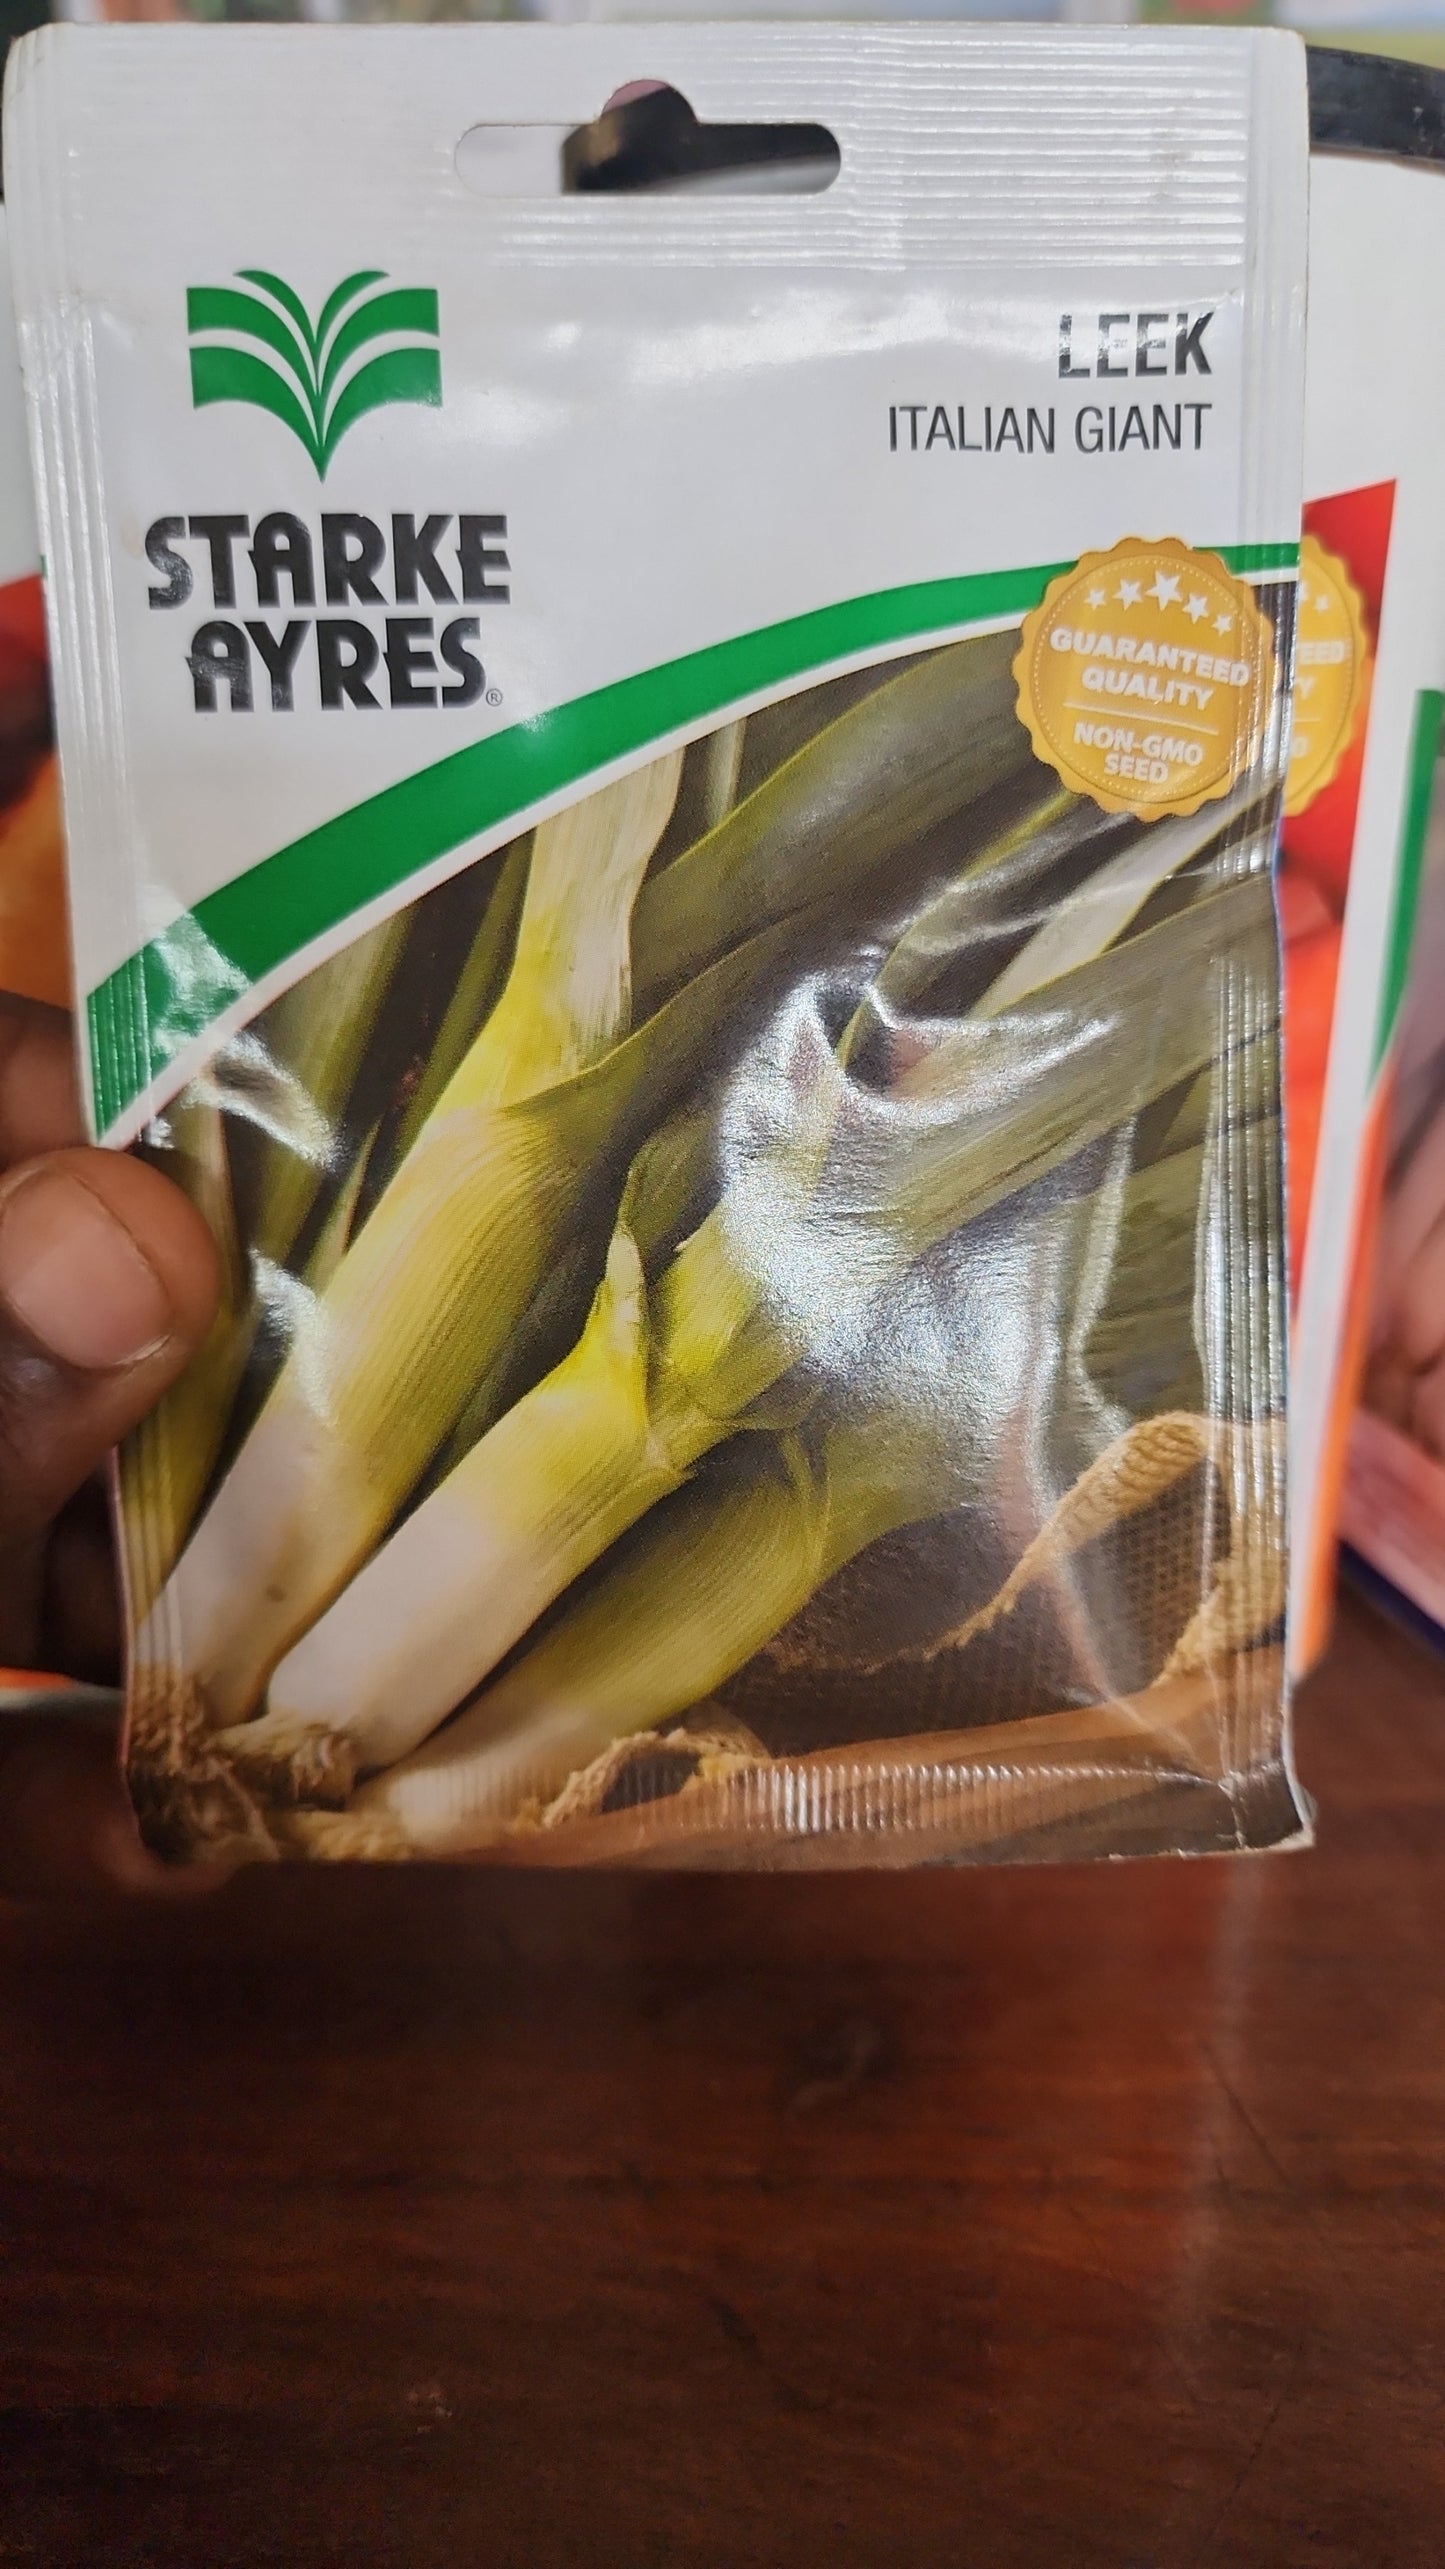 LEEK
ITALIAN GIANT
STARKE
AYRES®
GUARANTEED
QUALITY
NON-GMO
SEED